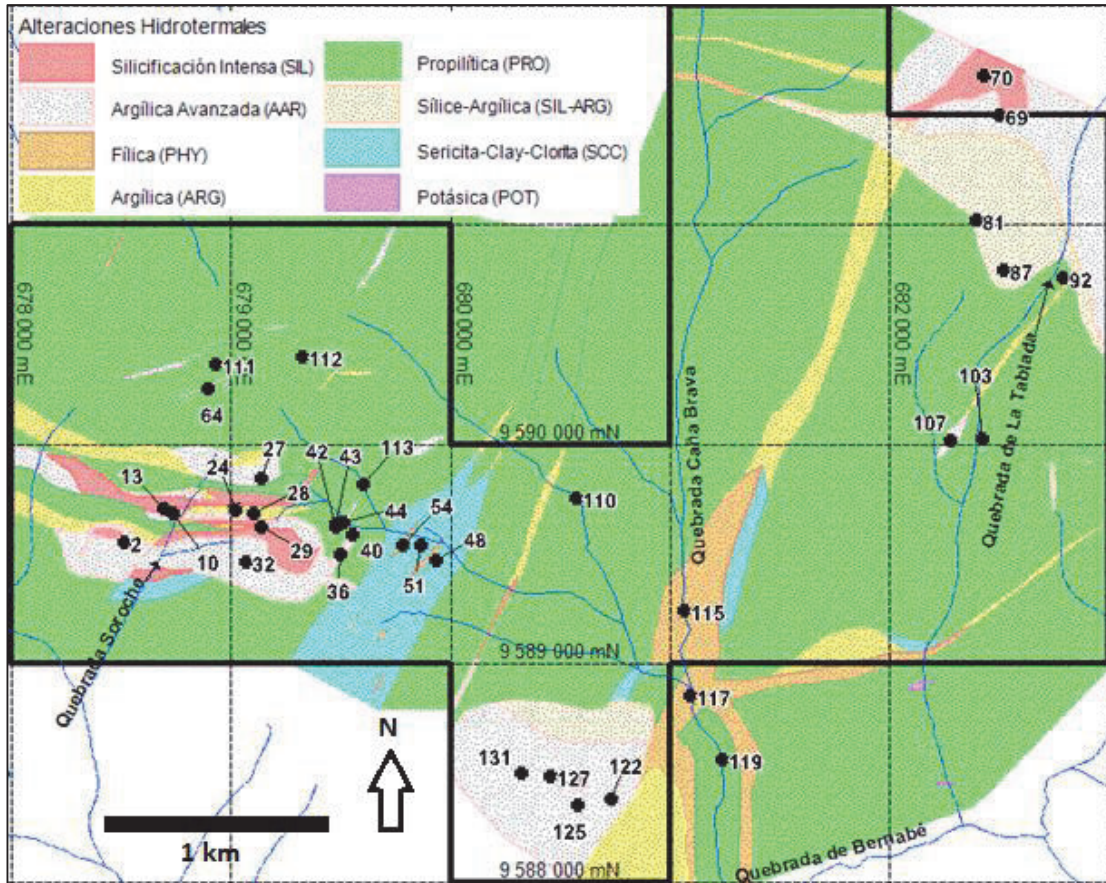 Alteraciones Hidrotermales
Silicificación Intensa (SIL)
Argílica Avanzada (AAR)
Fílica (PHY)
Argílica (ARG)
Propilítica (PRO)
Sílice-Argílica (SIL-ARG)
Sericita-Clay-Clorita (SCC)
Potásica (POT)
70
69
81
87
92
678 000 mE
679 000 mE
680 000 mE
682 000 mE
111
112
64
103
107
Quebrada Caña Brava
Quebrada de La Tablada
9 590 000 mN
13
24
27
42
43
113
28
44
54
110
2
10
32
29
36
40
51
48
115
Quebrada Sorocho
9 589 000 mN
117
N
131
127
122
119
125
1 km
9 588 000 mN
Quebrada de Bernabé